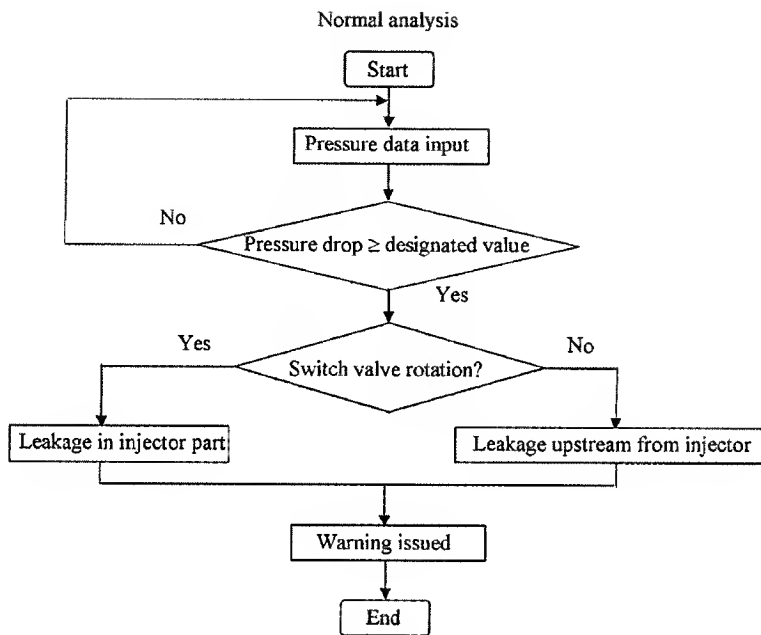 Normal analysis
Start
Pressure data input
No
Pressure drop ≥ designated value
Yes
Yes
Switch valve rotation?
No
Leakage in injector part
Leakage upstream from injector
Warning issued
End